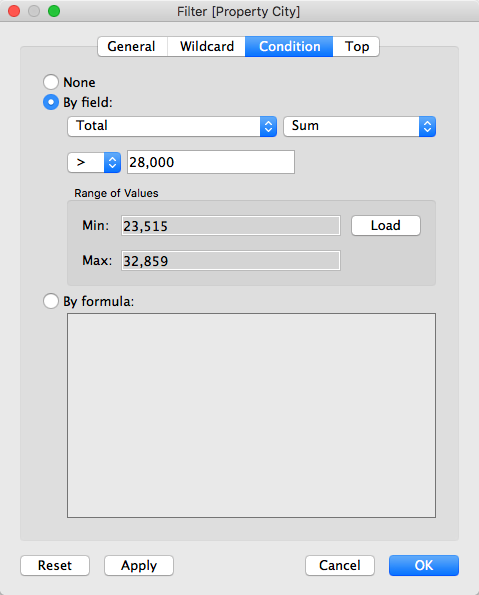 Filter [Property City]
General Wildcard Condition Top
None
By field:
Total Sum
> 28,000
Range of Values
Min: 23,515 Load
Max: 32,859
By formula:
Reset Apply Cancel OK